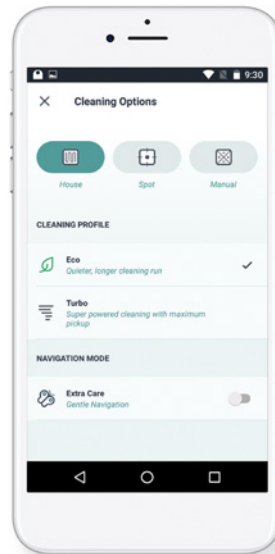 9:30
Cleaning Options
House Spot Manual
CLEANING PROFILE
Eco
Quieter, longer cleaning run
Turbo
Super powered cleaning with maximum
pickup
NAVIGATION MODE
Extra Care
Gentle Navigation